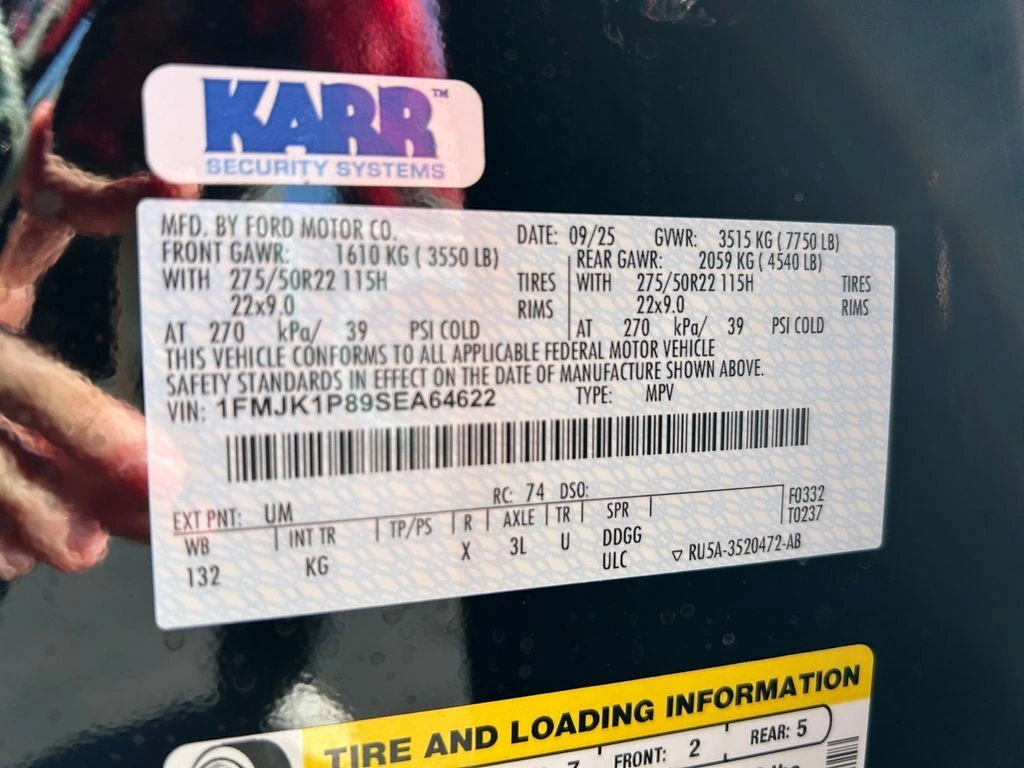 KARR™
SECURITY SYSTEMS
MFD. BY FORD MOTOR CO. DATE: 09/25 GVWR: 3515 KG ( 7750 LB)
FRONT GAWR: 1610 KG ( 3550 LB) REAR GAWR: 2059 KG ( 4540 LB)
WITH 275/50R22 115H TIRES WITH 275/50R22 115H TIRES
22x9.0 RIMS 22x9.0 RIMS
AT 270 kPa/ 39 PSI COLD AT 270 kPa/ 39 PSI COLD
THIS VEHICLE CONFORMS TO ALL APPLICABLE FEDERAL MOTOR VEHICLE
SAFETY STANDARDS IN EFFECT ON THE DATE OF MANUFACTURE SHOWN ABOVE.
VIN: 1FMJK1P89SEA64622 TYPE: MPV
RC: 74 DSO:
EXT PNT: UM F0332
WB INT TR TP/PS R AXLE TR SPR T0237
132 KG X 3L U DDGG
ULC ▽ RU5A-3520472-AB
TIRE AND LOADING INFORMATION
FRONT: 2 REAR: 5